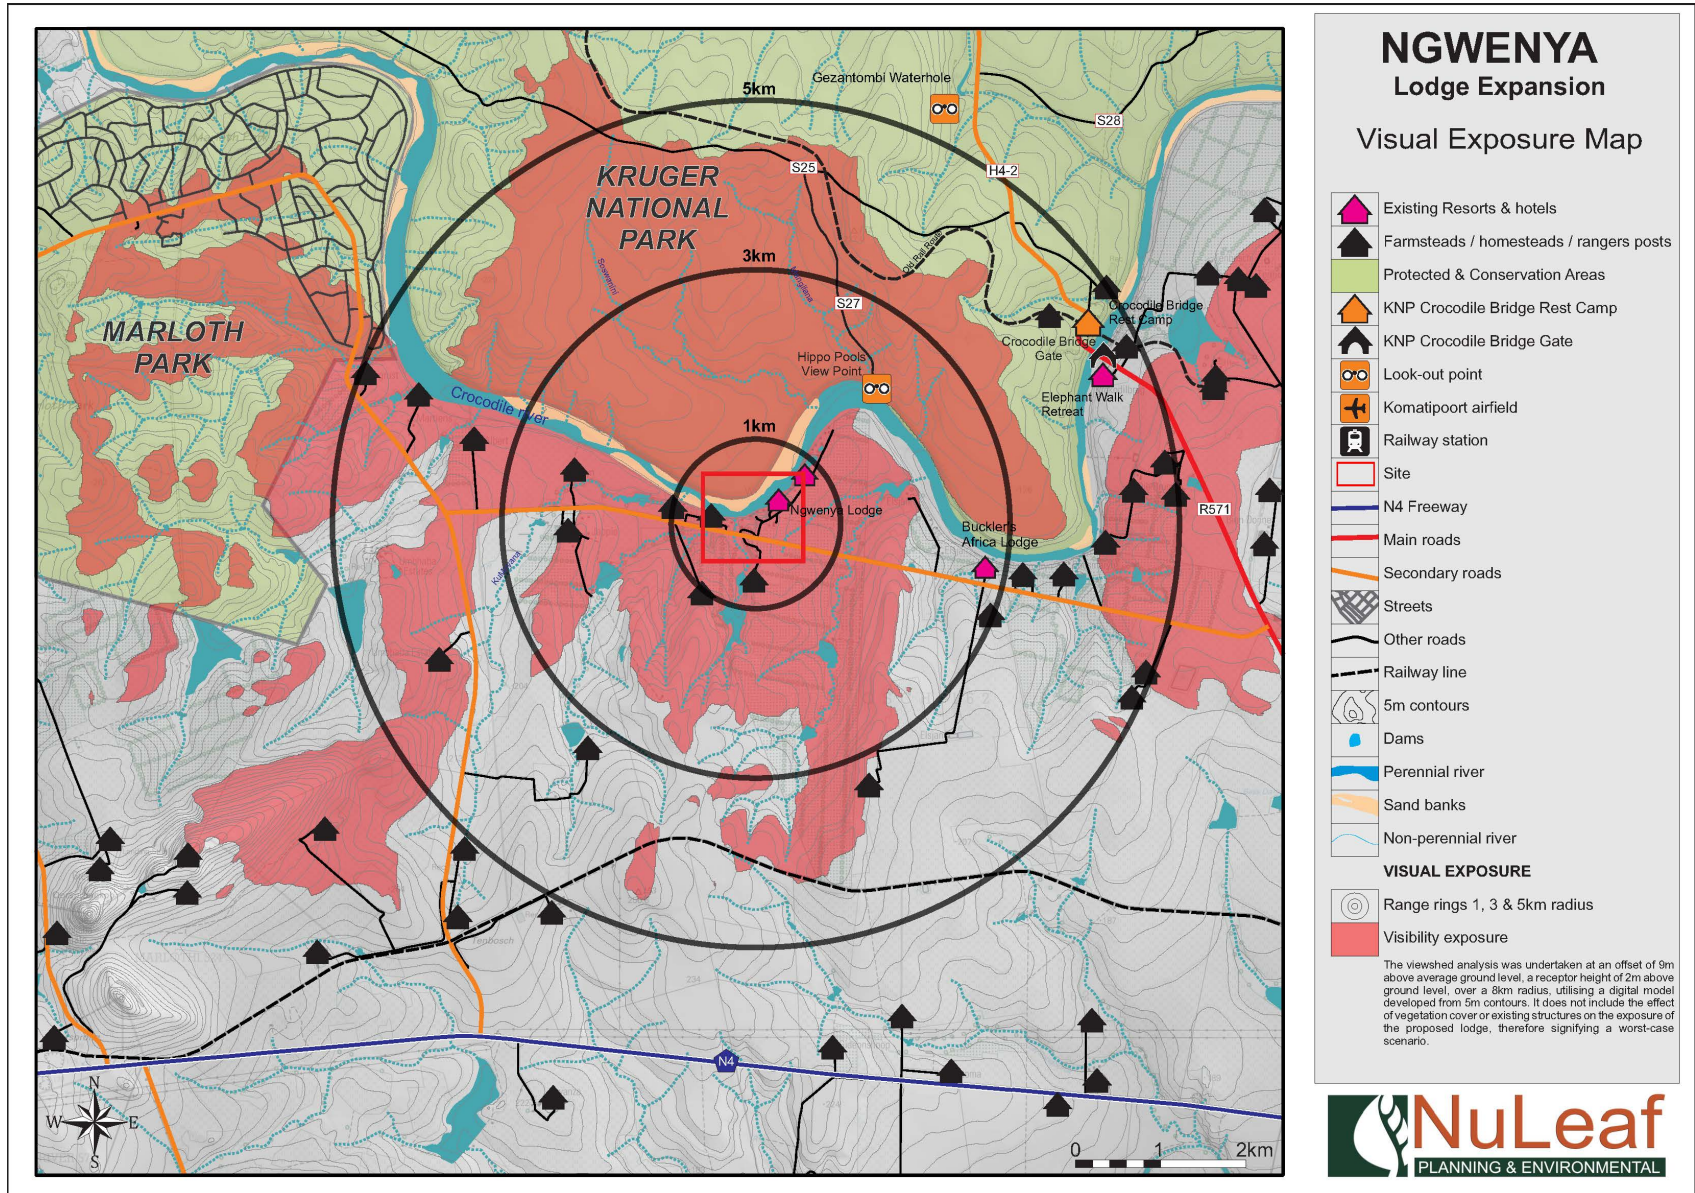 NGWENYA
Lodge Expansion
Visual Exposure Map
Existing Resorts & hotels
Farmsteads / homesteads / rangers posts
Protected & Conservation Areas
KNP Crocodile Bridge Rest Camp
KNP Crocodile Bridge Gate
Look-out point
Komatipoort airfield
Railway station
Site
N4 Freeway
Main roads
Secondary roads
Streets
Other roads
Railway line
5m contours
Dams
Perennial river
Sand banks
Non-perennial river
VISUAL EXPOSURE
Range rings 1, 3 & 5km radius
Visibility exposure
The viewshed analysis was undertaken at an offset of 9m
above average ground level, a receptor height of 2m above
ground level, over a 8km radius, utilising a digital model
developed from 5m contours. It does not include the effect
of vegetation cover or existing structures on the exposure of
the proposed lodge, therefore signifying a worst-case
scenario.
NuLeaf
PLANNING & ENVIRONMENTAL
Gezantombi Waterhole
5km
S28
S25
H4-2
KRUGER
NATIONAL
PARK
Old Rail Route
3km
S27
Crocodile Bridge
Rest Camp
Crocodile Bridge
Gate
MARLOTH
PARK
Hippo Pools
View Point
Elephant Walk
Retreat
Crocodile river
1km
R571
Ngwenya Lodge
Buckler's
Africa Lodge
Tenbosch
234
204
N4
N
W
E
S
0
1
2km